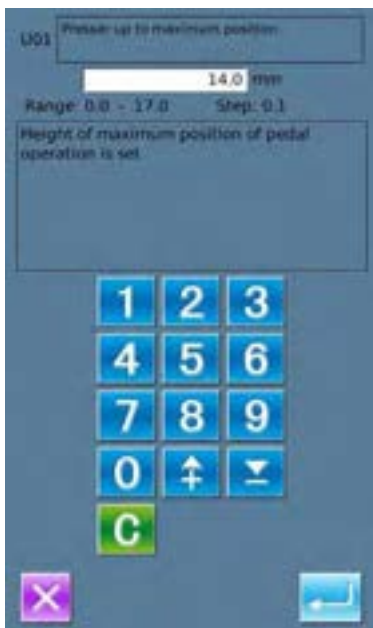 U01
Presser up to maximum position
14.0 mm
Range: 0.0 - 17.0 Step: 0.1
Height of maximum position of pedal
operation is set
1 2 3
4 5 6
7 8 9
0
C